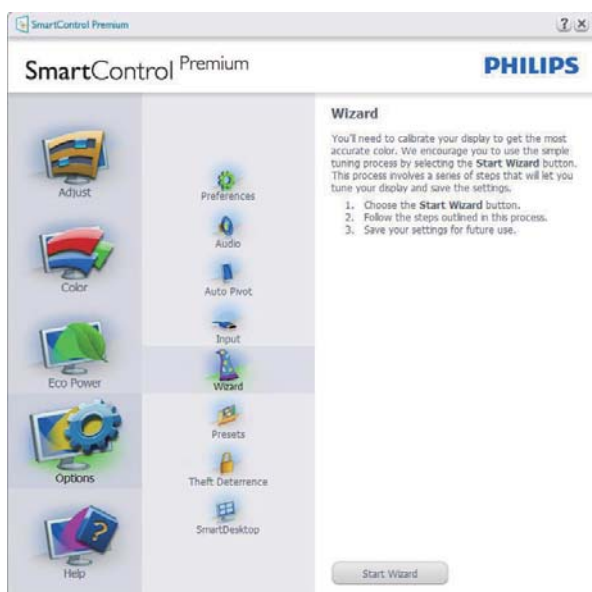 SmartControl Premium
SmartControl Premium
PHILIPS
Adjust
Color
Eco Power
Options
Help
Preferences
Audio
Auto Pivot
Input
Wizard
Presets
Theft Deterrence
SmartDesktop
Wizard
You'll need to calibrate your display to get the most
accurate color. We encourage you to use the simple
tuning process by selecting the Start Wizard button.
This process involves a series of steps that will let you
tune your display and save the settings.
1. Choose the Start Wizard button.
2. Follow the steps outlined in this process.
3. Save your settings for future use.
Start Wizard